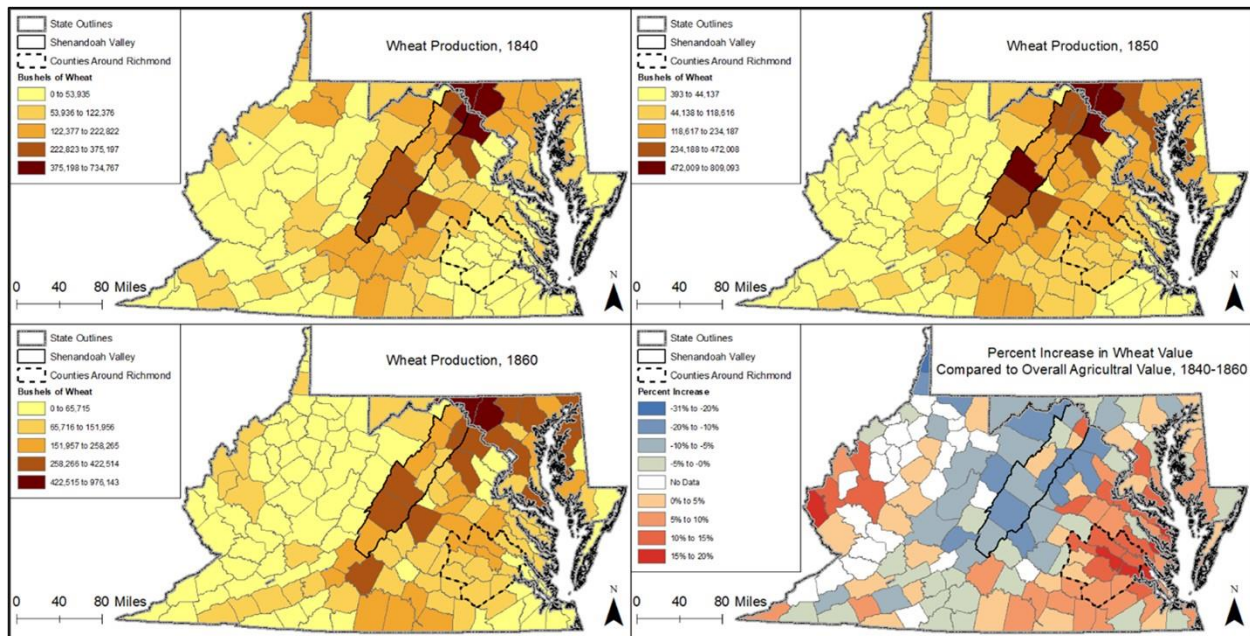 State Outlines
Shenandoah Valley
Counties Around Richmond
Bushels of Wheat
0 to 53,935
53,936 to 122,376
122,377 to 222,822
222,823 to 375,197
375,198 to 734,767
Wheat Production, 1840
0 40 80 Miles
N
State Outlines
Shenandoah Valley
Counties Around Richmond
Bushels of Wheat
393 to 44,137
44,138 to 118,616
118,617 to 234,187
234,188 to 472,008
472,009 to 809,093
Wheat Production, 1850
0 40 80 Miles
N
State Outlines
Shenandoah Valley
Counties Around Richmond
Bushels of Wheat
0 to 65,715
65,716 to 151,956
151,957 to 258,265
258,266 to 422,514
422,515 to 976,143
Wheat Production, 1860
0 40 80 Miles
N
State Outlines
Shenandoah Valley
Counties Around Richmond
Percent Increase
-31% to -20%
-20% to -10%
-10% to -5%
-5% to -0%
No Data
0% to 5%
5% to 10%
10% to 15%
15% to 20%
Percent Increase in Wheat Value
Compared to Overall Agricultral Value, 1840-1860
0 40 80 Miles
N